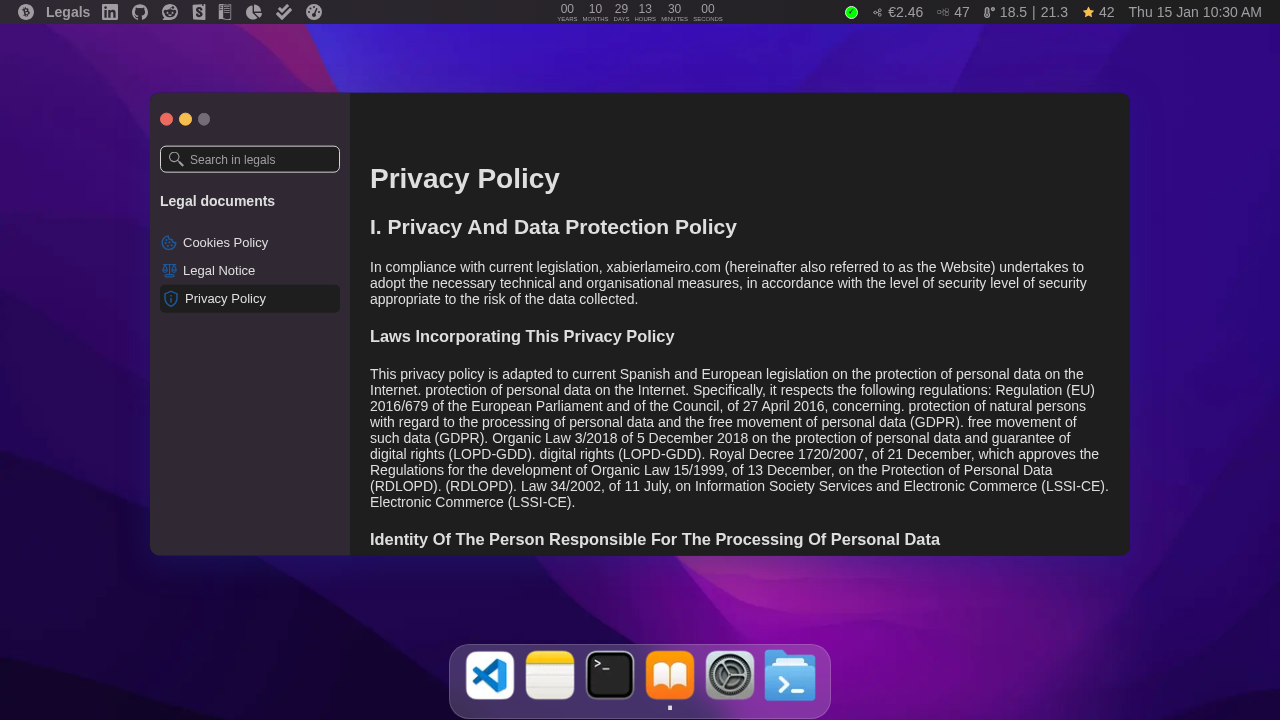 Legals
00 10 29 13 30 00
YEARS MONTHS DAYS HOURS MINUTES SECONDS
€2.46 47 18.5 | 21.3 42 Thu 15 Jan 10:30 AM
Search in legals
Legal documents
Cookies Policy
Legal Notice
Privacy Policy
Privacy Policy
I. Privacy And Data Protection Policy
In compliance with current legislation, xabierlameiro.com (hereinafter also referred to as the Website) undertakes to
adopt the necessary technical and organisational measures, in accordance with the level of security level of security
appropriate to the risk of the data collected.
Laws Incorporating This Privacy Policy
This privacy policy is adapted to current Spanish and European legislation on the protection of personal data on the
Internet. protection of personal data on the Internet. Specifically, it respects the following regulations: Regulation (EU)
2016/679 of the European Parliament and of the Council, of 27 April 2016, concerning. protection of natural persons
with regard to the processing of personal data and the free movement of personal data (GDPR). free movement of
such data (GDPR). Organic Law 3/2018 of 5 December 2018 on the protection of personal data and guarantee of
digital rights (LOPD-GDD). digital rights (LOPD-GDD). Royal Decree 1720/2007, of 21 December, which approves the
Regulations for the development of Organic Law 15/1999, of 13 December, on the Protection of Personal Data
(RDLOPD). (RDLOPD). Law 34/2002, of 11 July, on Information Society Services and Electronic Commerce (LSSI-CE).
Electronic Commerce (LSSI-CE).
Identity Of The Person Responsible For The Processing Of Personal Data